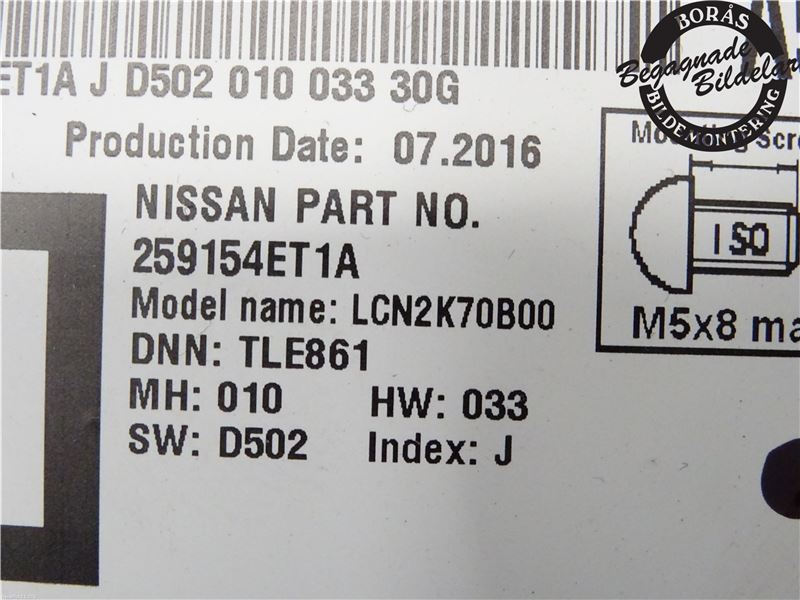 ET1A J D502 010 033 30G
BORÅS
Begagnade
Bildelar
BILDEMONTERING
Production Date: 07.2016
NISSAN PART NO.
259154ET1A
Model name: LCN2K70B00
DNN: TLE861
MH: 010 HW: 033
SW: D502 Index: J
ISO
M5x8